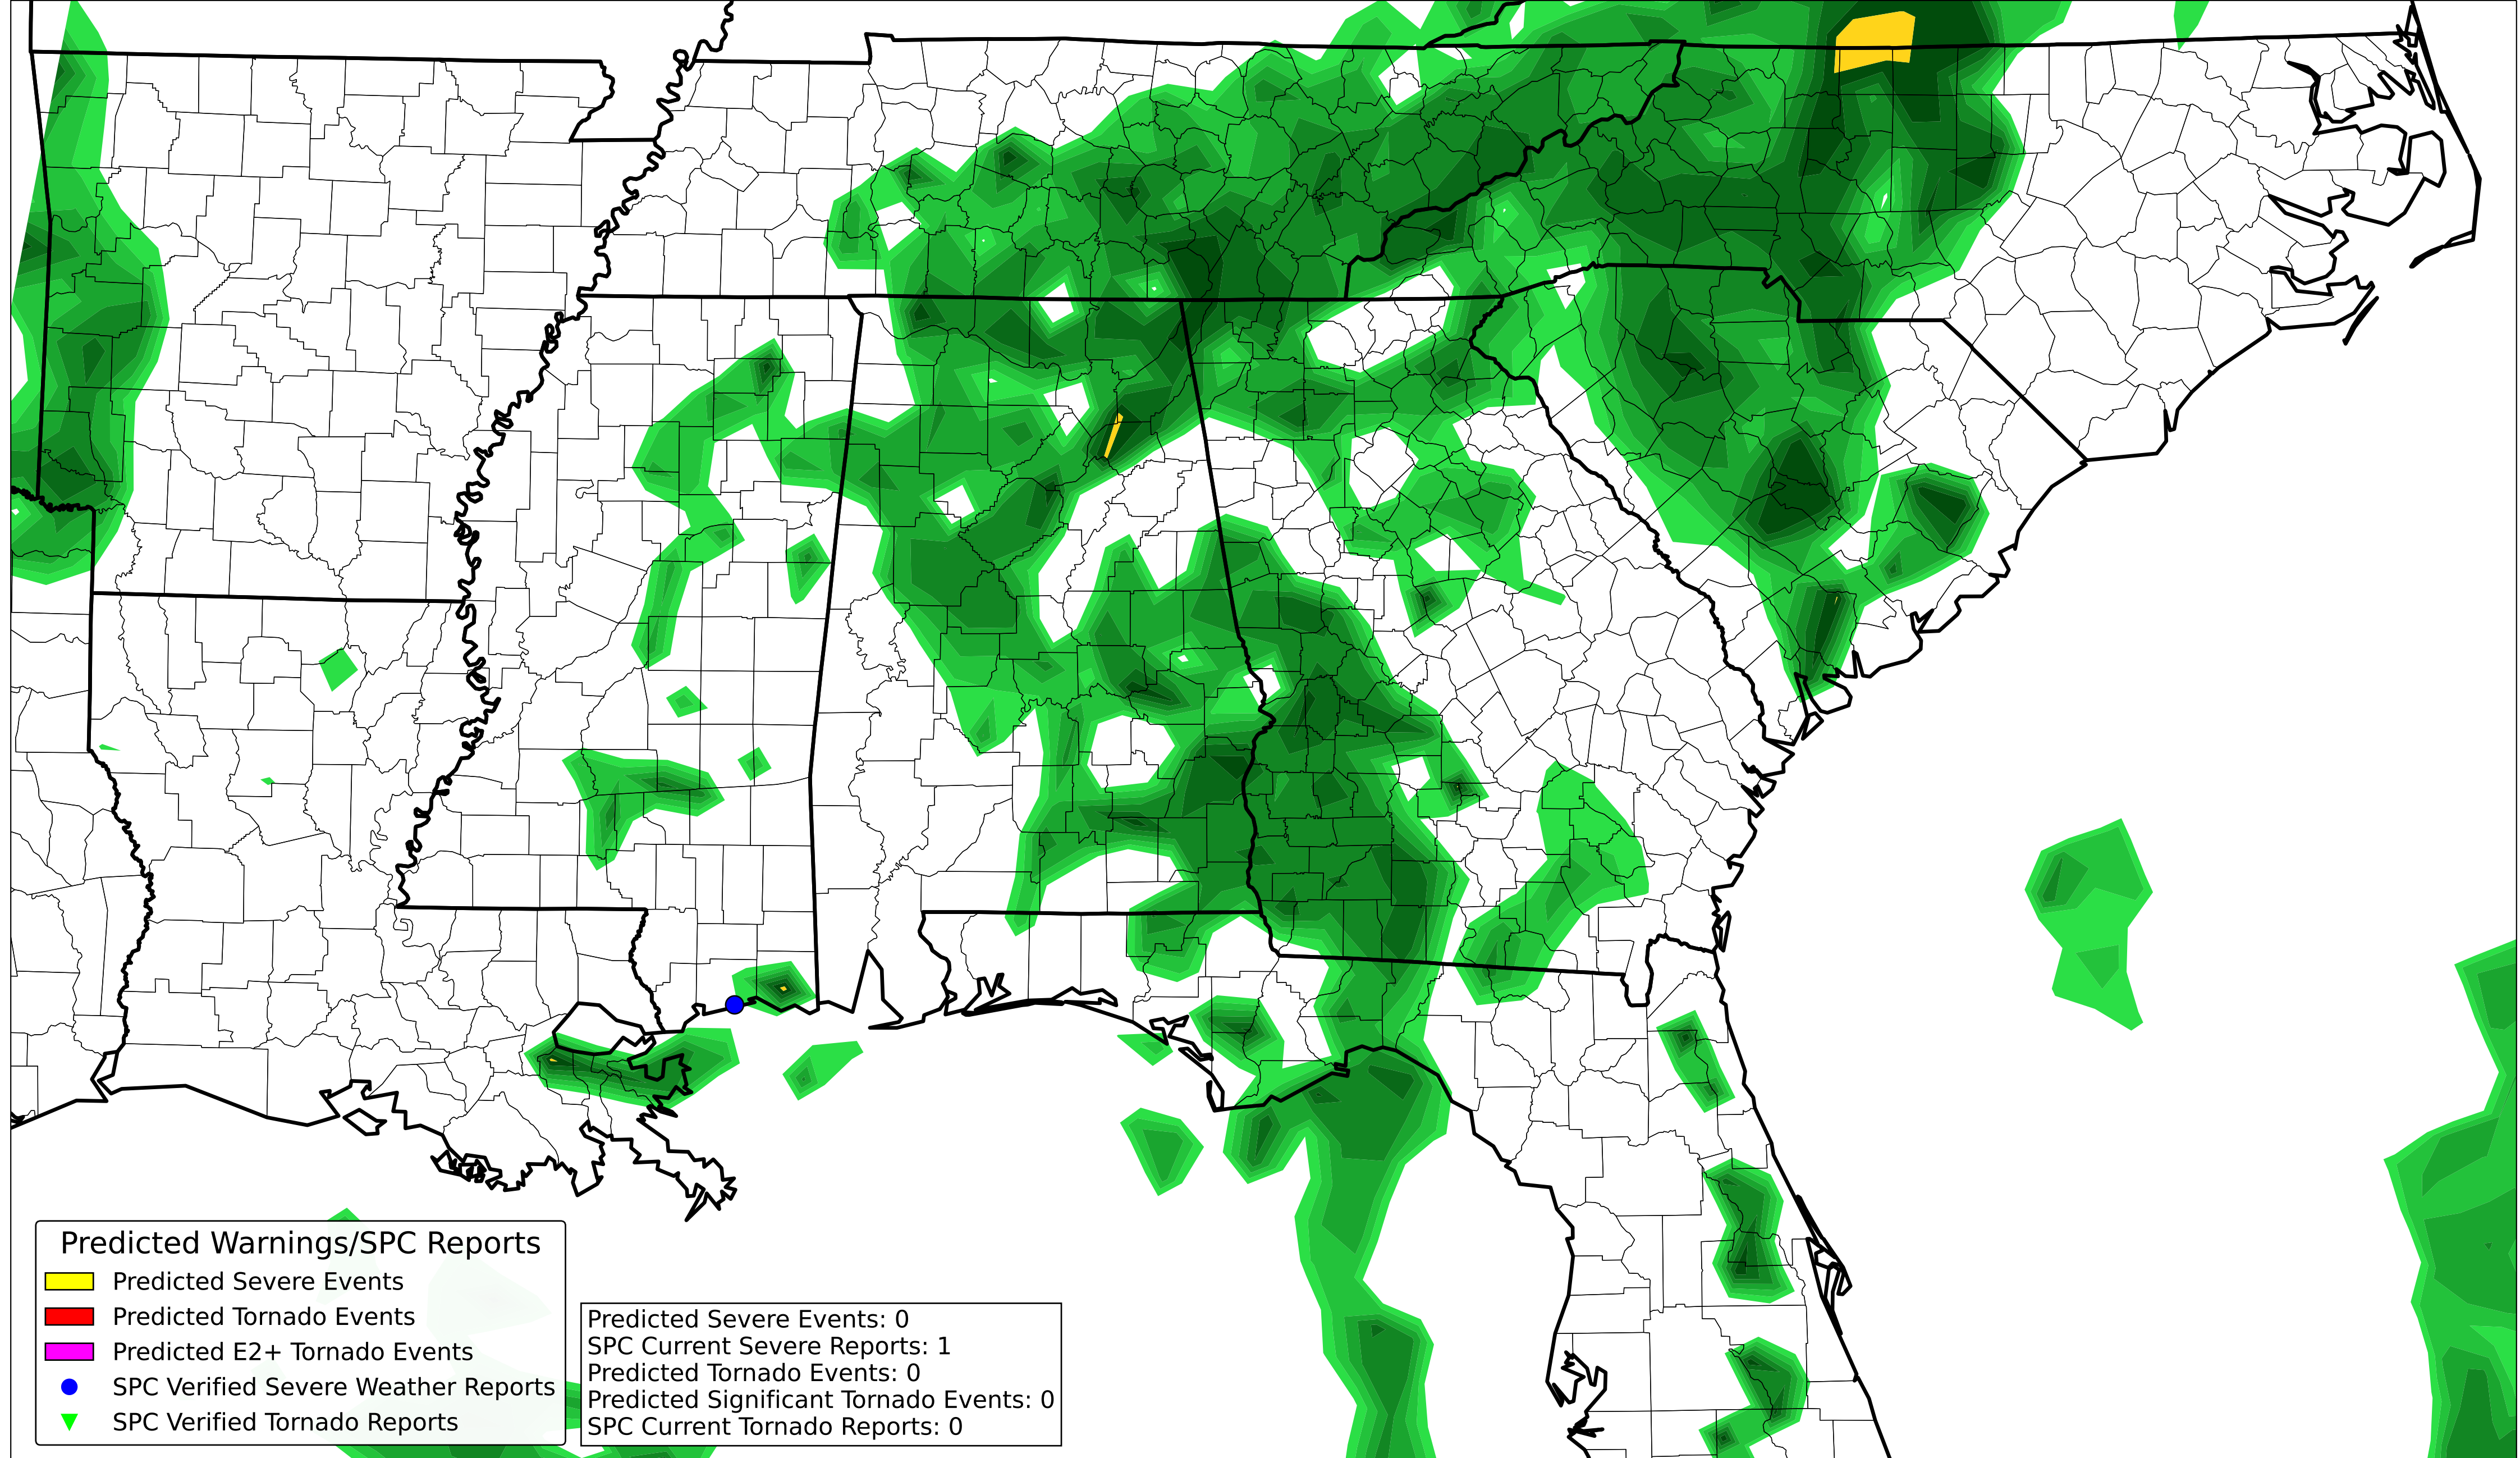 Predicted Warnings/SPC Reports
Predicted Severe Events
Predicted Tornado Events
Predicted E2+ Tornado Events
SPC Verified Severe Weather Reports
SPC Verified Tornado Reports
Predicted Severe Events: 0
SPC Current Severe Reports: 1
Predicted Tornado Events: 0
Predicted Significant Tornado Events: 0
SPC Current Tornado Reports: 0